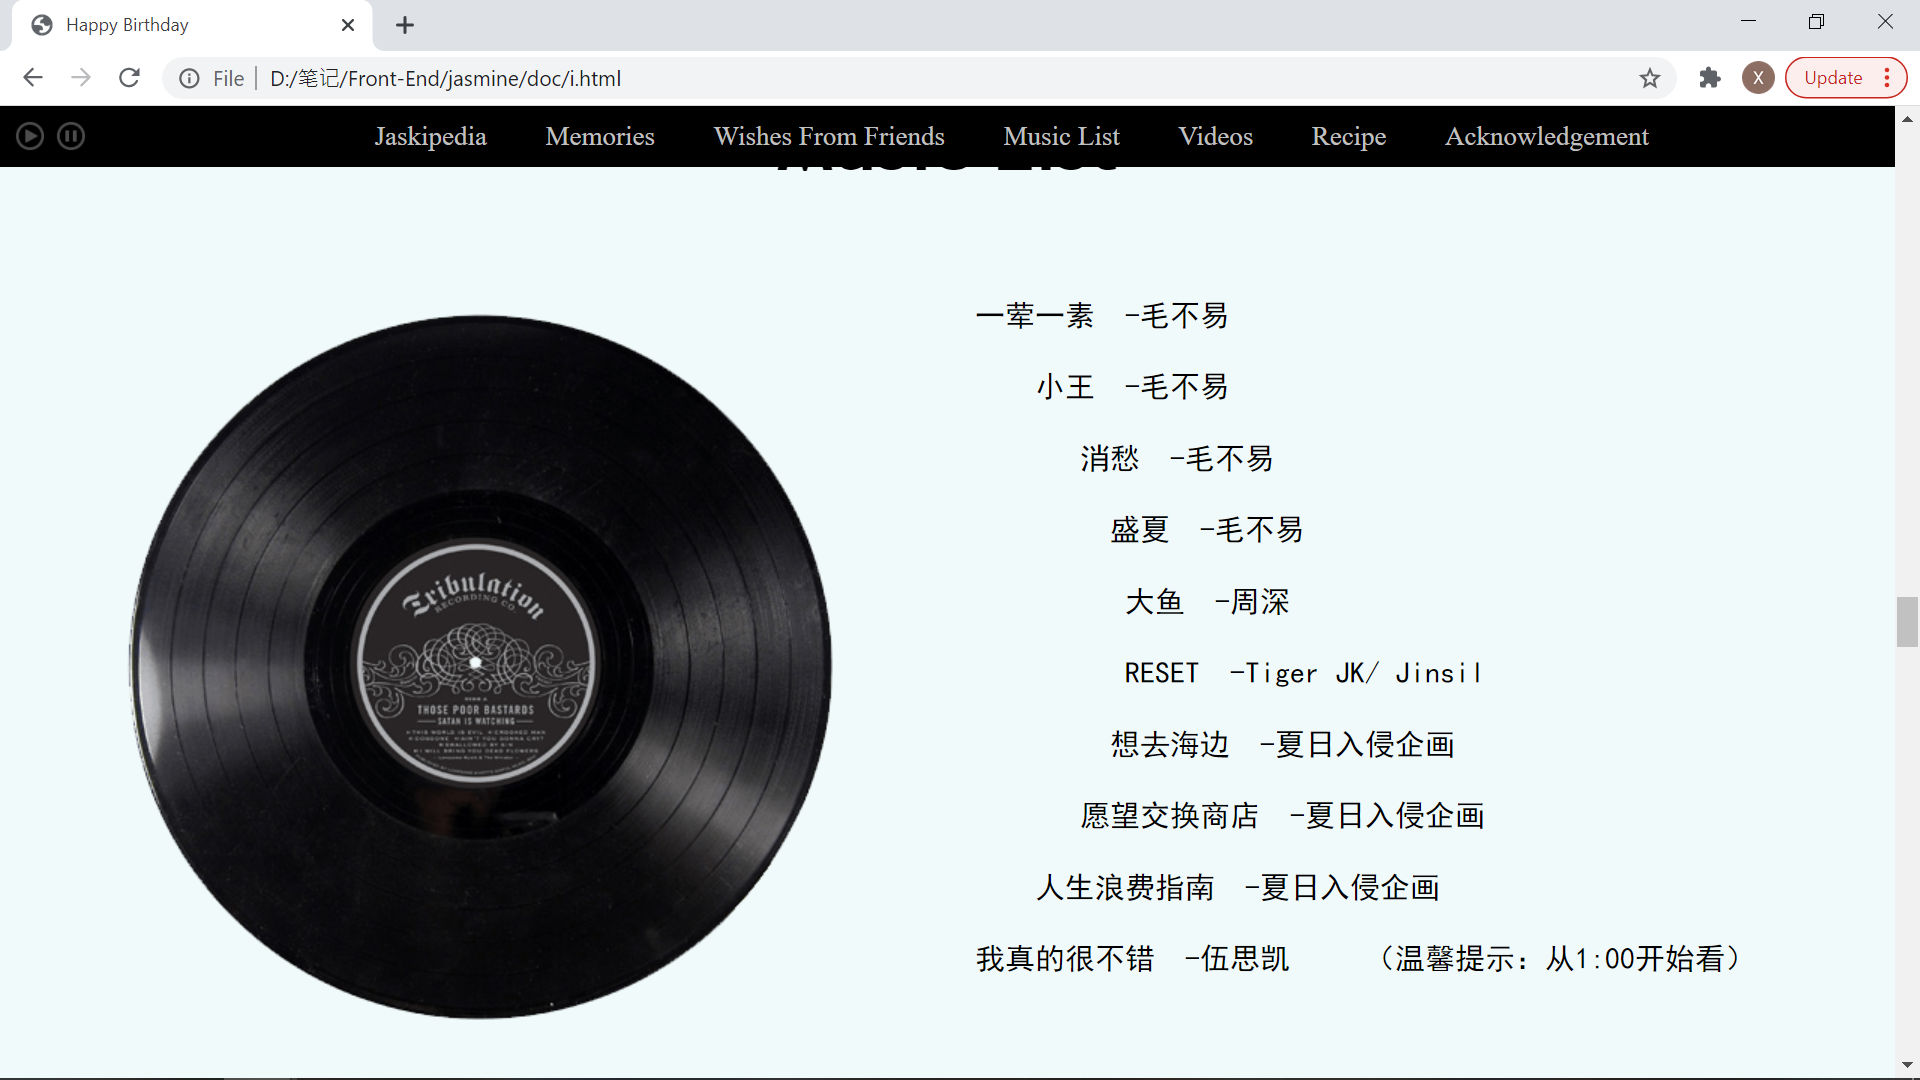 Happy Birthday
File | D:/笔记/Front-End/jasmine/doc/i.html
X
Update
Jaskipedia Memories Wishes From Friends Music List Videos Recipe Acknowledgement
Music List
一荤一素 -毛不易
小王 -毛不易
消愁 -毛不易
盛夏 -毛不易
大鱼 -周深
RESET -Tiger JK/ Jinsil
想去海边 -夏日入侵企画
愿望交换商店 -夏日入侵企画
人生浪费指南 -夏日入侵企画
我真的很不错 -伍思凯 （温馨提示：从1:00开始看）
Tribulation
RECORDING CO.
THOSE POOR BASTARDS
SATAN IS WATCHING